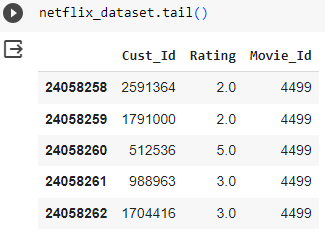 netflix_dataset.tail()
Cust_Id Rating Movie_Id
24058258 2591364 2.0 4499
24058259 1791000 2.0 4499
24058260 512536 5.0 4499
24058261 988963 3.0 4499
24058262 1704416 3.0 4499